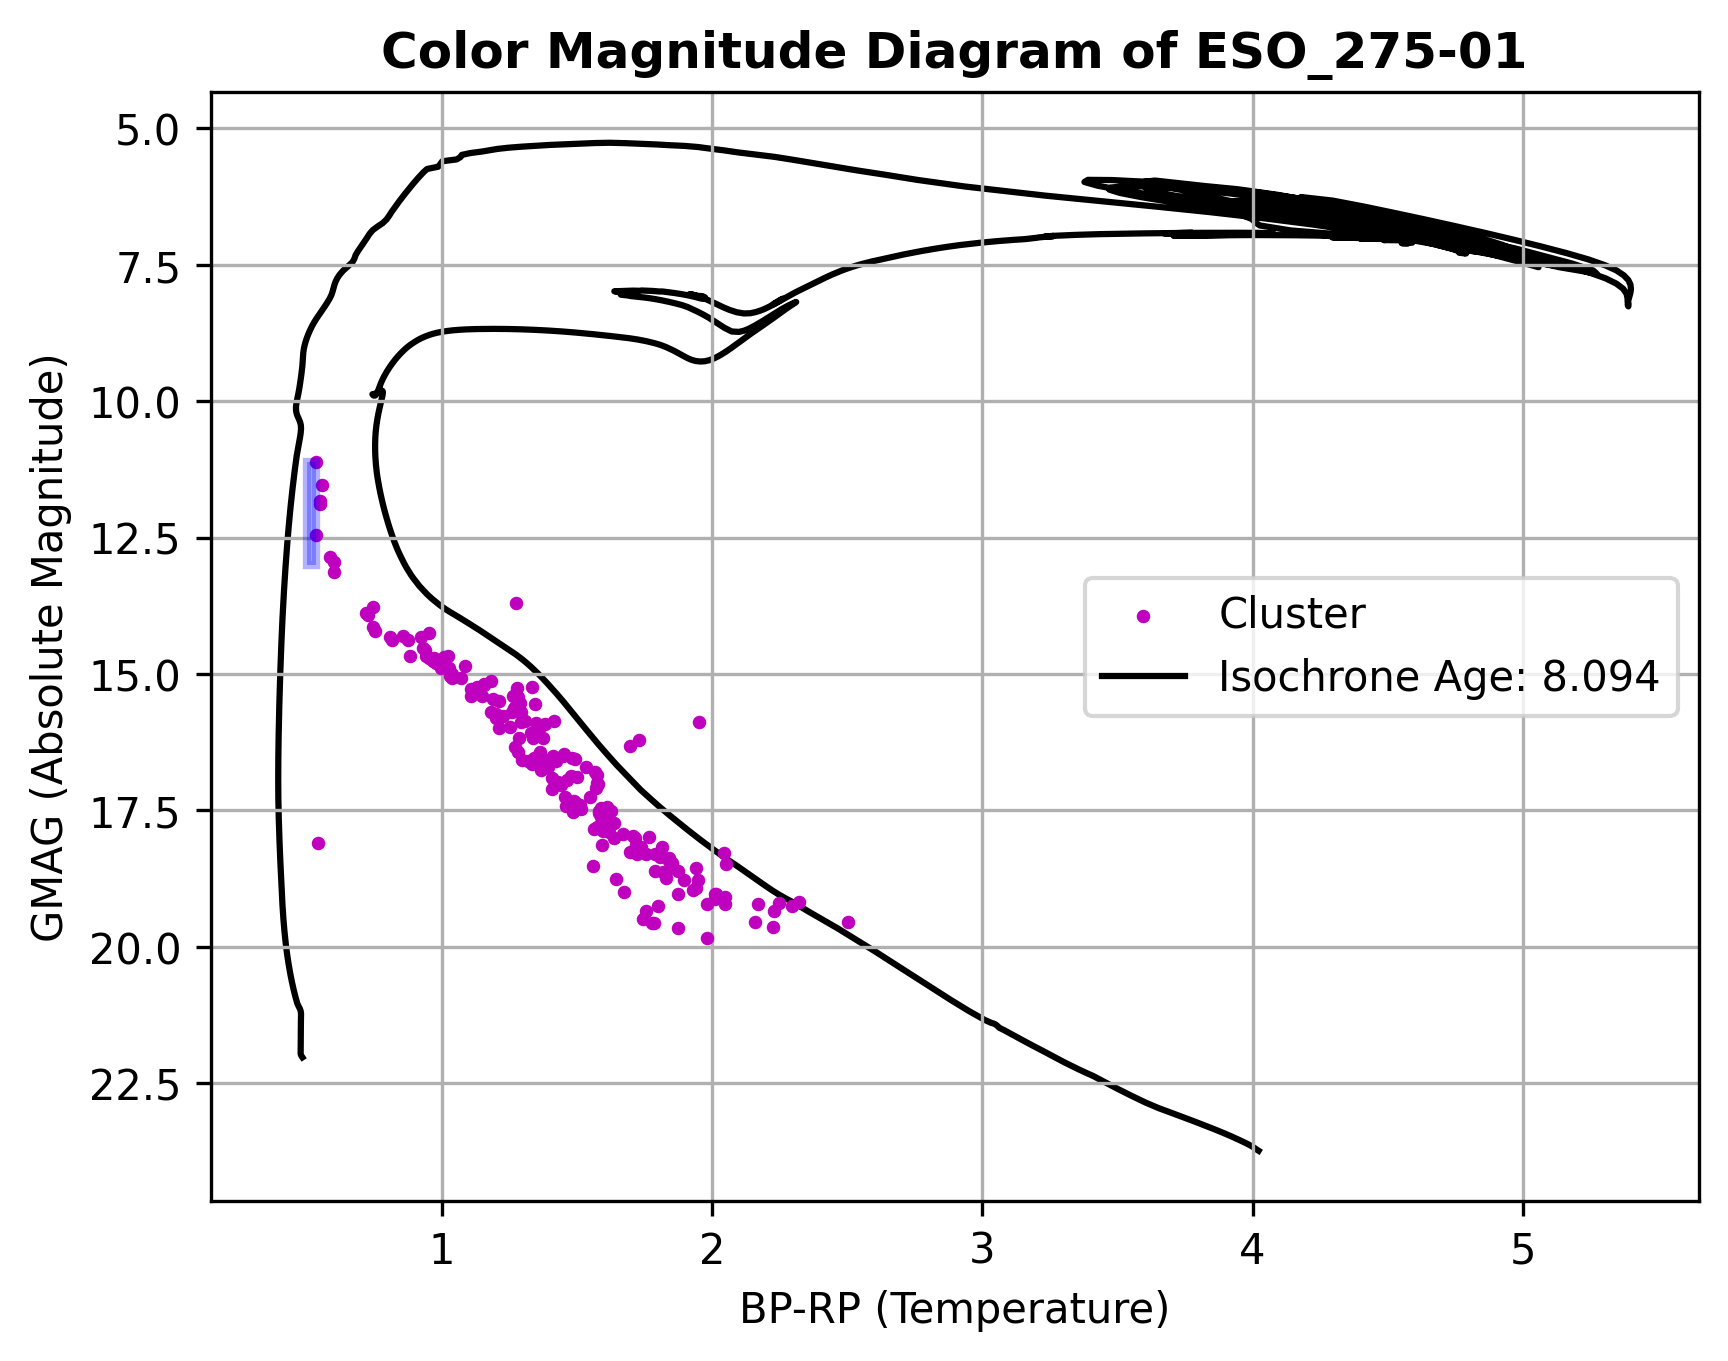 Color Magnitude Diagram of ESO_275-01
GMAG (Absolute Magnitude)
5.0
7.5
10.0
12.5
15.0
17.5
20.0
22.5
Cluster
Isochrone Age: 8.094
1 2 3 4 5
BP-RP (Temperature)